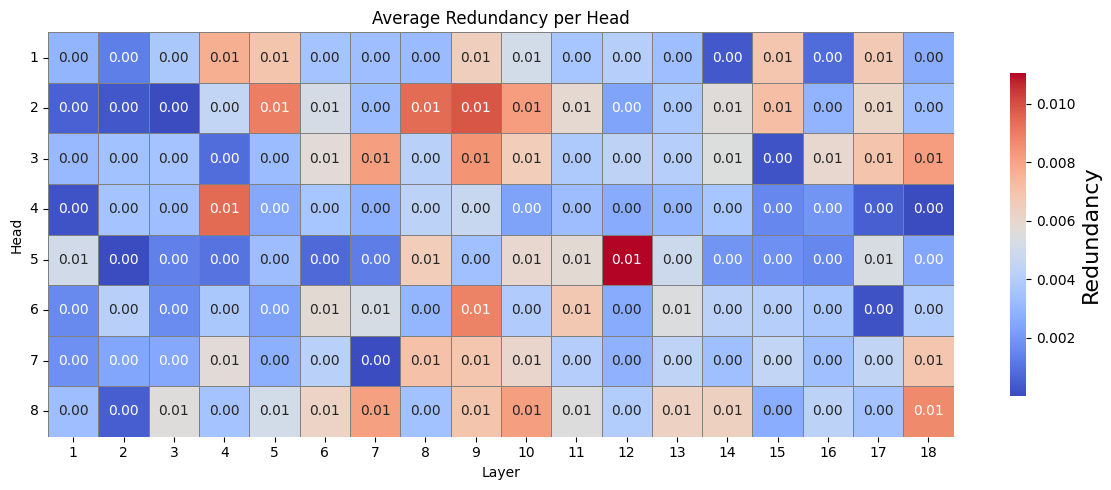 Average Redundancy per Head
1 0.00 0.00 0.00 0.01 0.01 0.00 0.00 0.00 0.01 0.01 0.00 0.00 0.00 0.00 0.01 0.00 0.01 0.00
2 0.00 0.00 0.00 0.00 0.01 0.01 0.00 0.01 0.01 0.01 0.01 0.00 0.00 0.01 0.01 0.00 0.01 0.00
3 0.00 0.00 0.00 0.00 0.00 0.01 0.01 0.00 0.01 0.01 0.00 0.00 0.00 0.01 0.00 0.01 0.01 0.01
4 0.00 0.00 0.00 0.01 0.00 0.00 0.00 0.00 0.00 0.00 0.00 0.00 0.00 0.00 0.00 0.00 0.00 0.00
5 0.01 0.00 0.00 0.00 0.00 0.00 0.00 0.01 0.00 0.01 0.01 0.01 0.00 0.00 0.00 0.00 0.01 0.00
6 0.00 0.00 0.00 0.00 0.00 0.01 0.01 0.00 0.01 0.00 0.01 0.00 0.01 0.00 0.00 0.00 0.00 0.00
7 0.00 0.00 0.00 0.01 0.00 0.00 0.00 0.01 0.01 0.01 0.00 0.00 0.00 0.00 0.00 0.00 0.00 0.01
8 0.00 0.00 0.01 0.00 0.01 0.01 0.01 0.00 0.01 0.01 0.01 0.00 0.01 0.01 0.00 0.00 0.00 0.01
1 2 3 4 5 6 7 8 9 10 11 12 13 14 15 16 17 18
Layer
Head
0.010
0.008
0.006
0.004
0.002
Redundancy